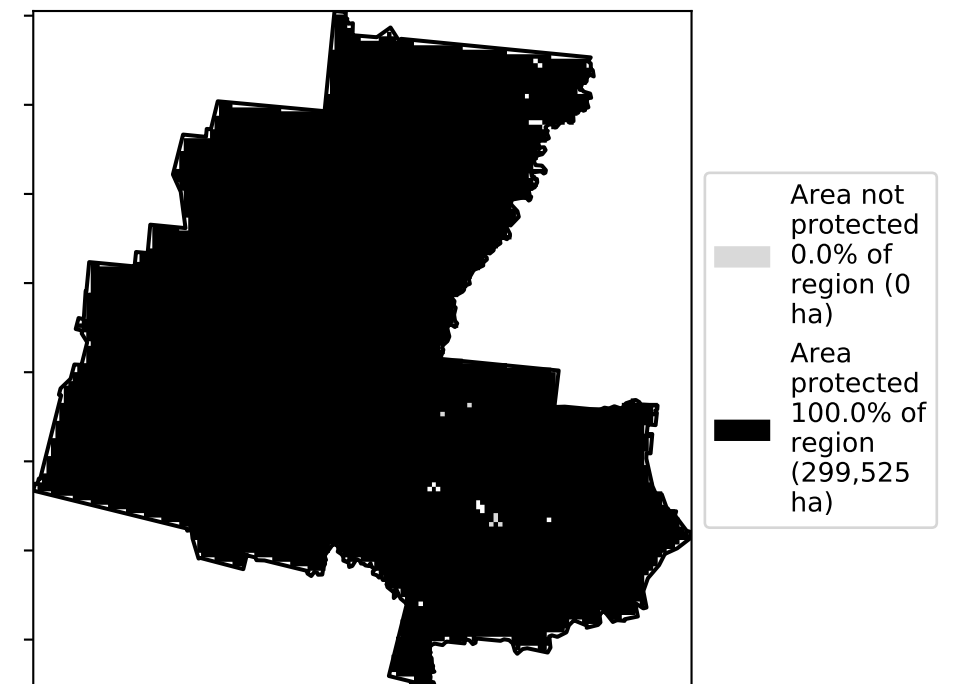 Area not
protected
0.0% of
region (0
ha)
Area
protected
100.0% of
region
(299,525
ha)